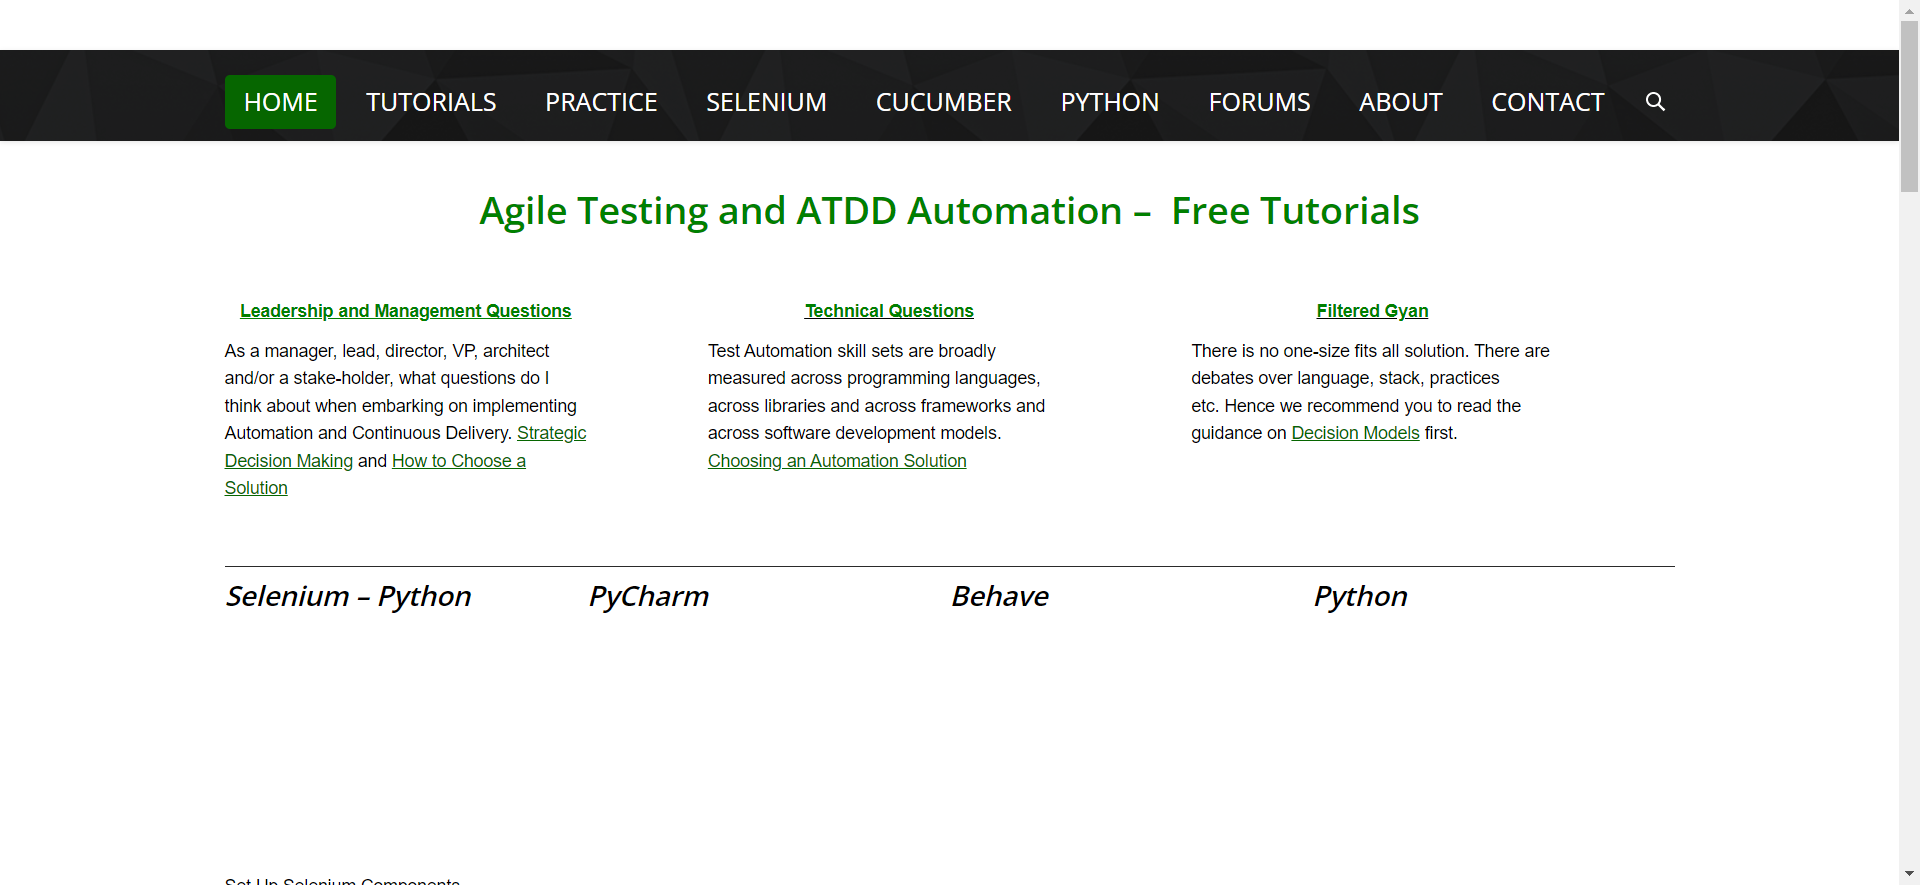 HOME TUTORIALS PRACTICE SELENIUM CUCUMBER PYTHON FORUMS ABOUT CONTACT
Agile Testing and ATDD Automation – Free Tutorials
Leadership and Management Questions
As a manager, lead, director, VP, architect
and/or a stake-holder, what questions do I
think about when embarking on implementing
Automation and Continuous Delivery. Strategic
Decision Making and How to Choose a
Solution
Technical Questions
Test Automation skill sets are broadly
measured across programming languages,
across libraries and across frameworks and
across software development models.
Choosing an Automation Solution
Filtered Gyan
There is no one-size fits all solution. There are
debates over language, stack, practices
etc. Hence we recommend you to read the
guidance on Decision Models first.
Selenium – Python
PyCharm
Behave
Python
Set Up Selenium Components